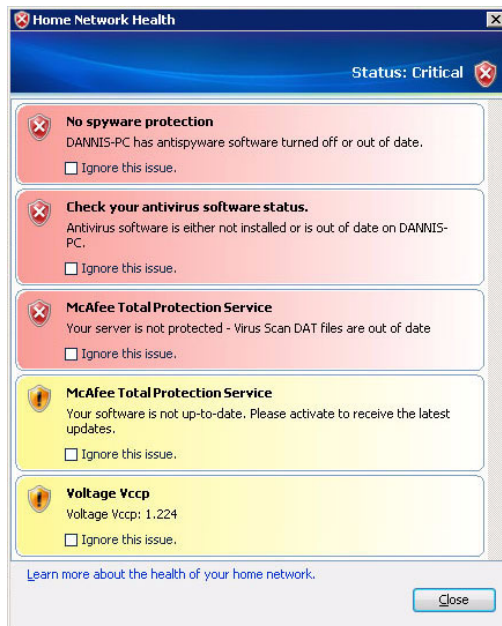 Home Network Health
Status: Critical
No spyware protection
DANNIS-PC has antispyware software turned off or out of date.
Ignore this issue.
Check your antivirus software status.
Antivirus software is either not installed or is out of date on DANNIS-
PC.
Ignore this issue.
McAfee Total Protection Service
Your server is not protected - Virus Scan DAT files are out of date
Ignore this issue.
McAfee Total Protection Service
Your software is not up-to-date. Please activate to receive the latest
updates.
Ignore this issue.
Voltage Vccp
Voltage Vccp: 1.224
Ignore this issue.
Learn more about the health of your home network.
Close